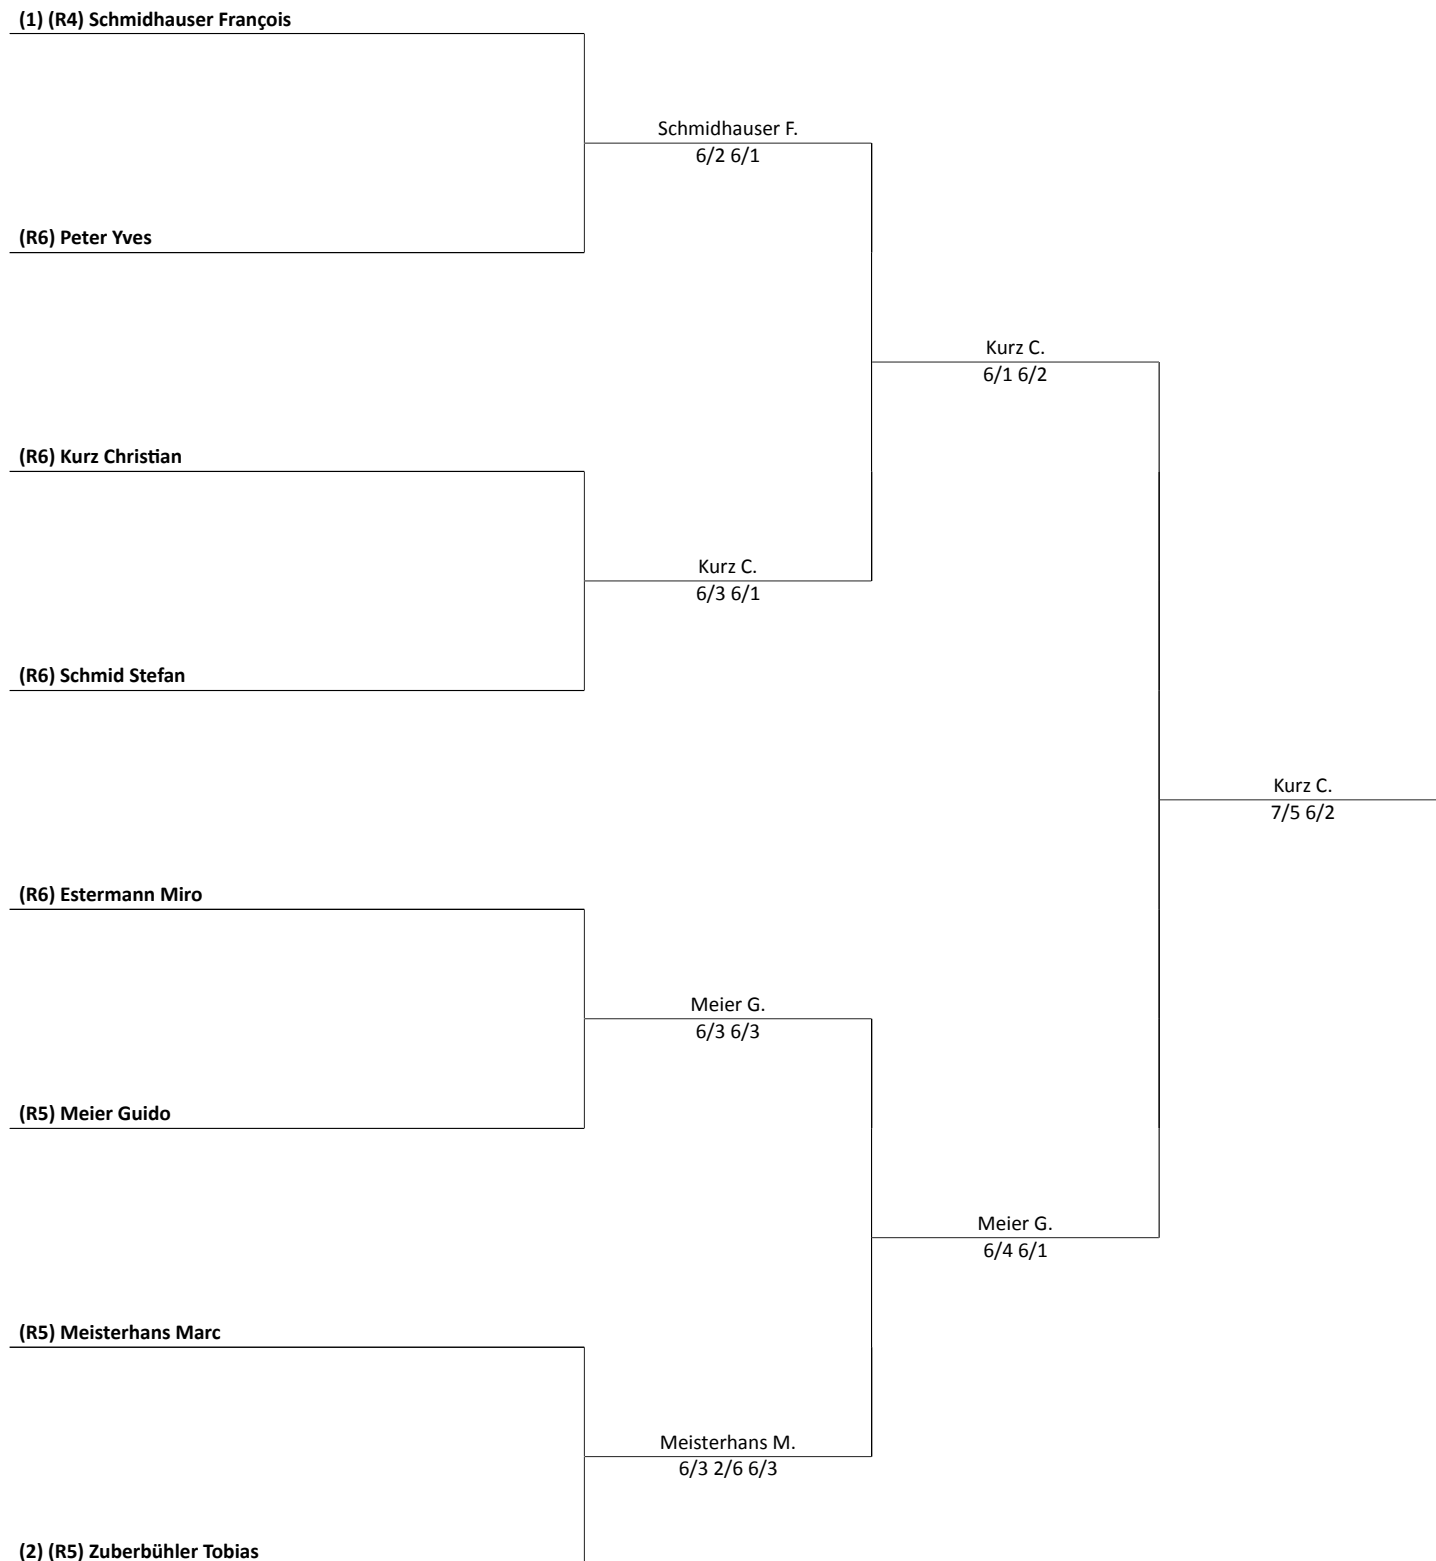 (1) (R4) Schmidhauser François
Schmidhauser F.
6/2 6/1
(R6) Peter Yves
Kurz C.
6/1 6/2
(R6) Kurz Christian
Kurz C.
6/3 6/1
(R6) Schmid Stefan
Kurz C.
7/5 6/2
(R6) Estermann Miro
Meier G.
6/3 6/3
(R5) Meier Guido
Meier G.
6/4 6/1
(R5) Meisterhans Marc
Meisterhans M.
6/3 2/6 6/3
(2) (R5) Zuberbühler Tobias